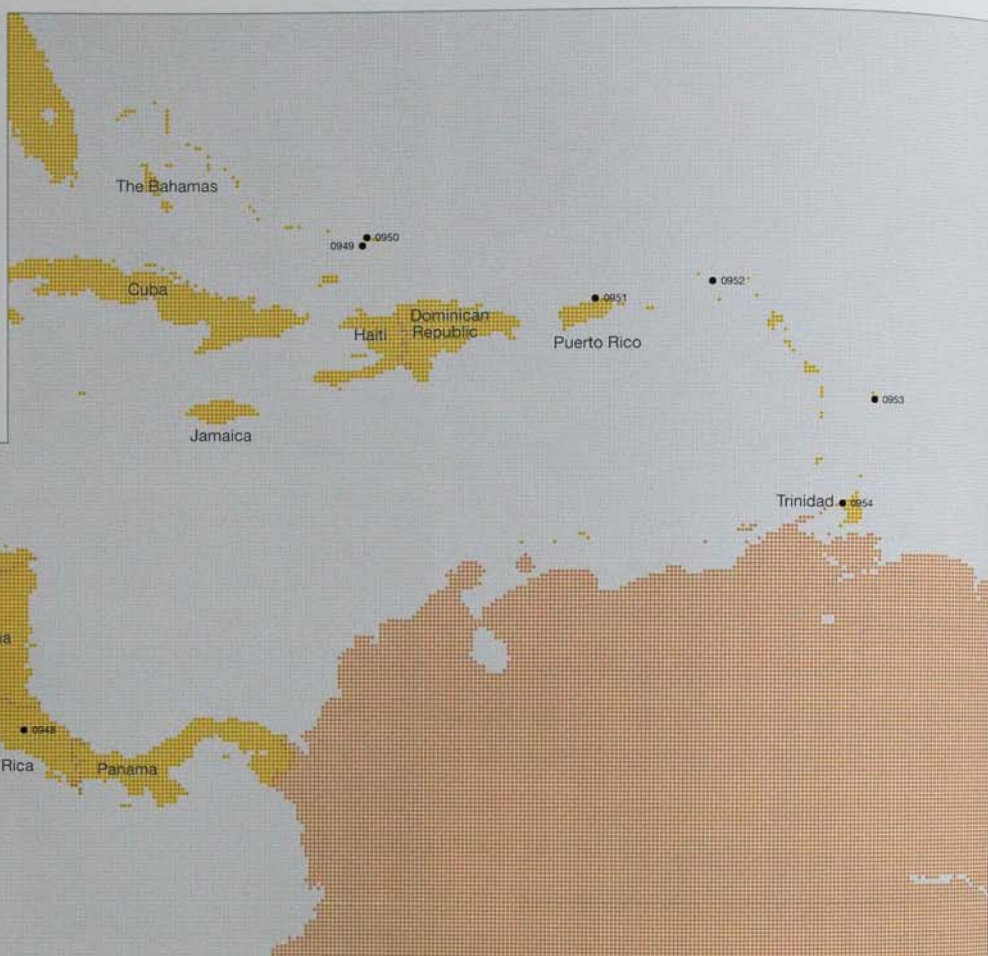 The Bahamas
0950
0949
0952
Cuba
0951
Dominican
Haiti Republic
Puerto Rico
0953
Jamaica
Trinidad 0954
0948
Rica
Panama